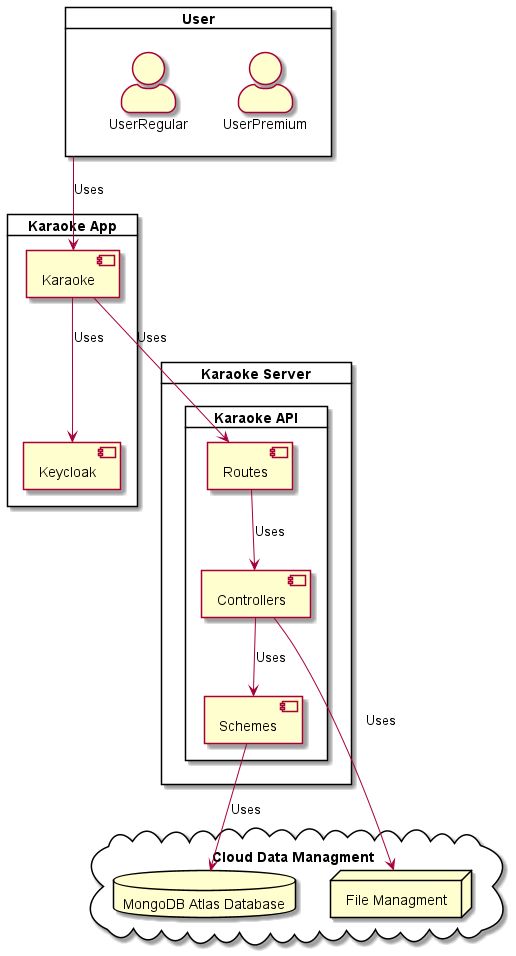 User
UserRegular
UserPremium
Uses
Karaoke App
Karaoke
Uses
Uses
Karaoke Server
Karaoke API
Keycloak
Routes
Uses
Controllers
Uses
Schemes
Uses
Uses
Cloud Data Managment
MongoDB Atlas Database
File Managment